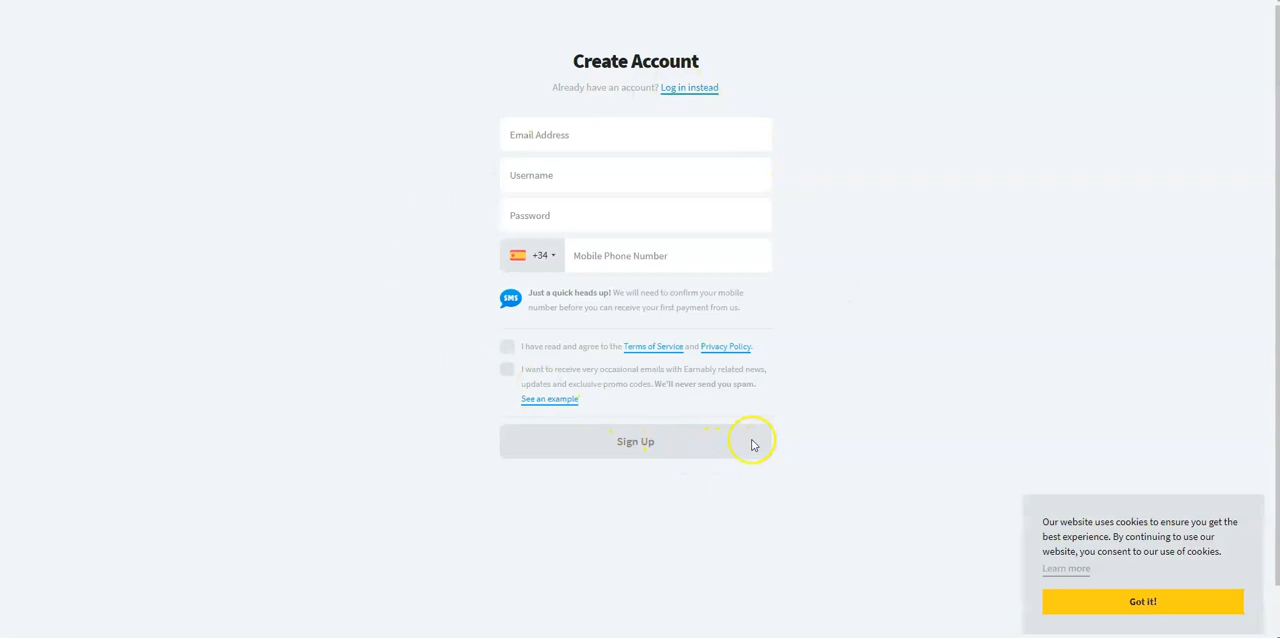 Create Account
Already have an account? Log in instead
Email Address
Username
Password
+34
Mobile Phone Number
SMS
Just a quick heads up! We will need to confirm your mobile
number before you can receive your first payment from us.
I have read and agree to the Terms of Service and Privacy Policy.
I want to receive very occasional emails with Earnably related news,
updates and exclusive promo codes. We'll never send you spam.
See an example
Sign Up
Our website uses cookies to ensure you get the
best experience. By continuing to use our
website, you consent to our use of cookies.
Learn more
Got it!